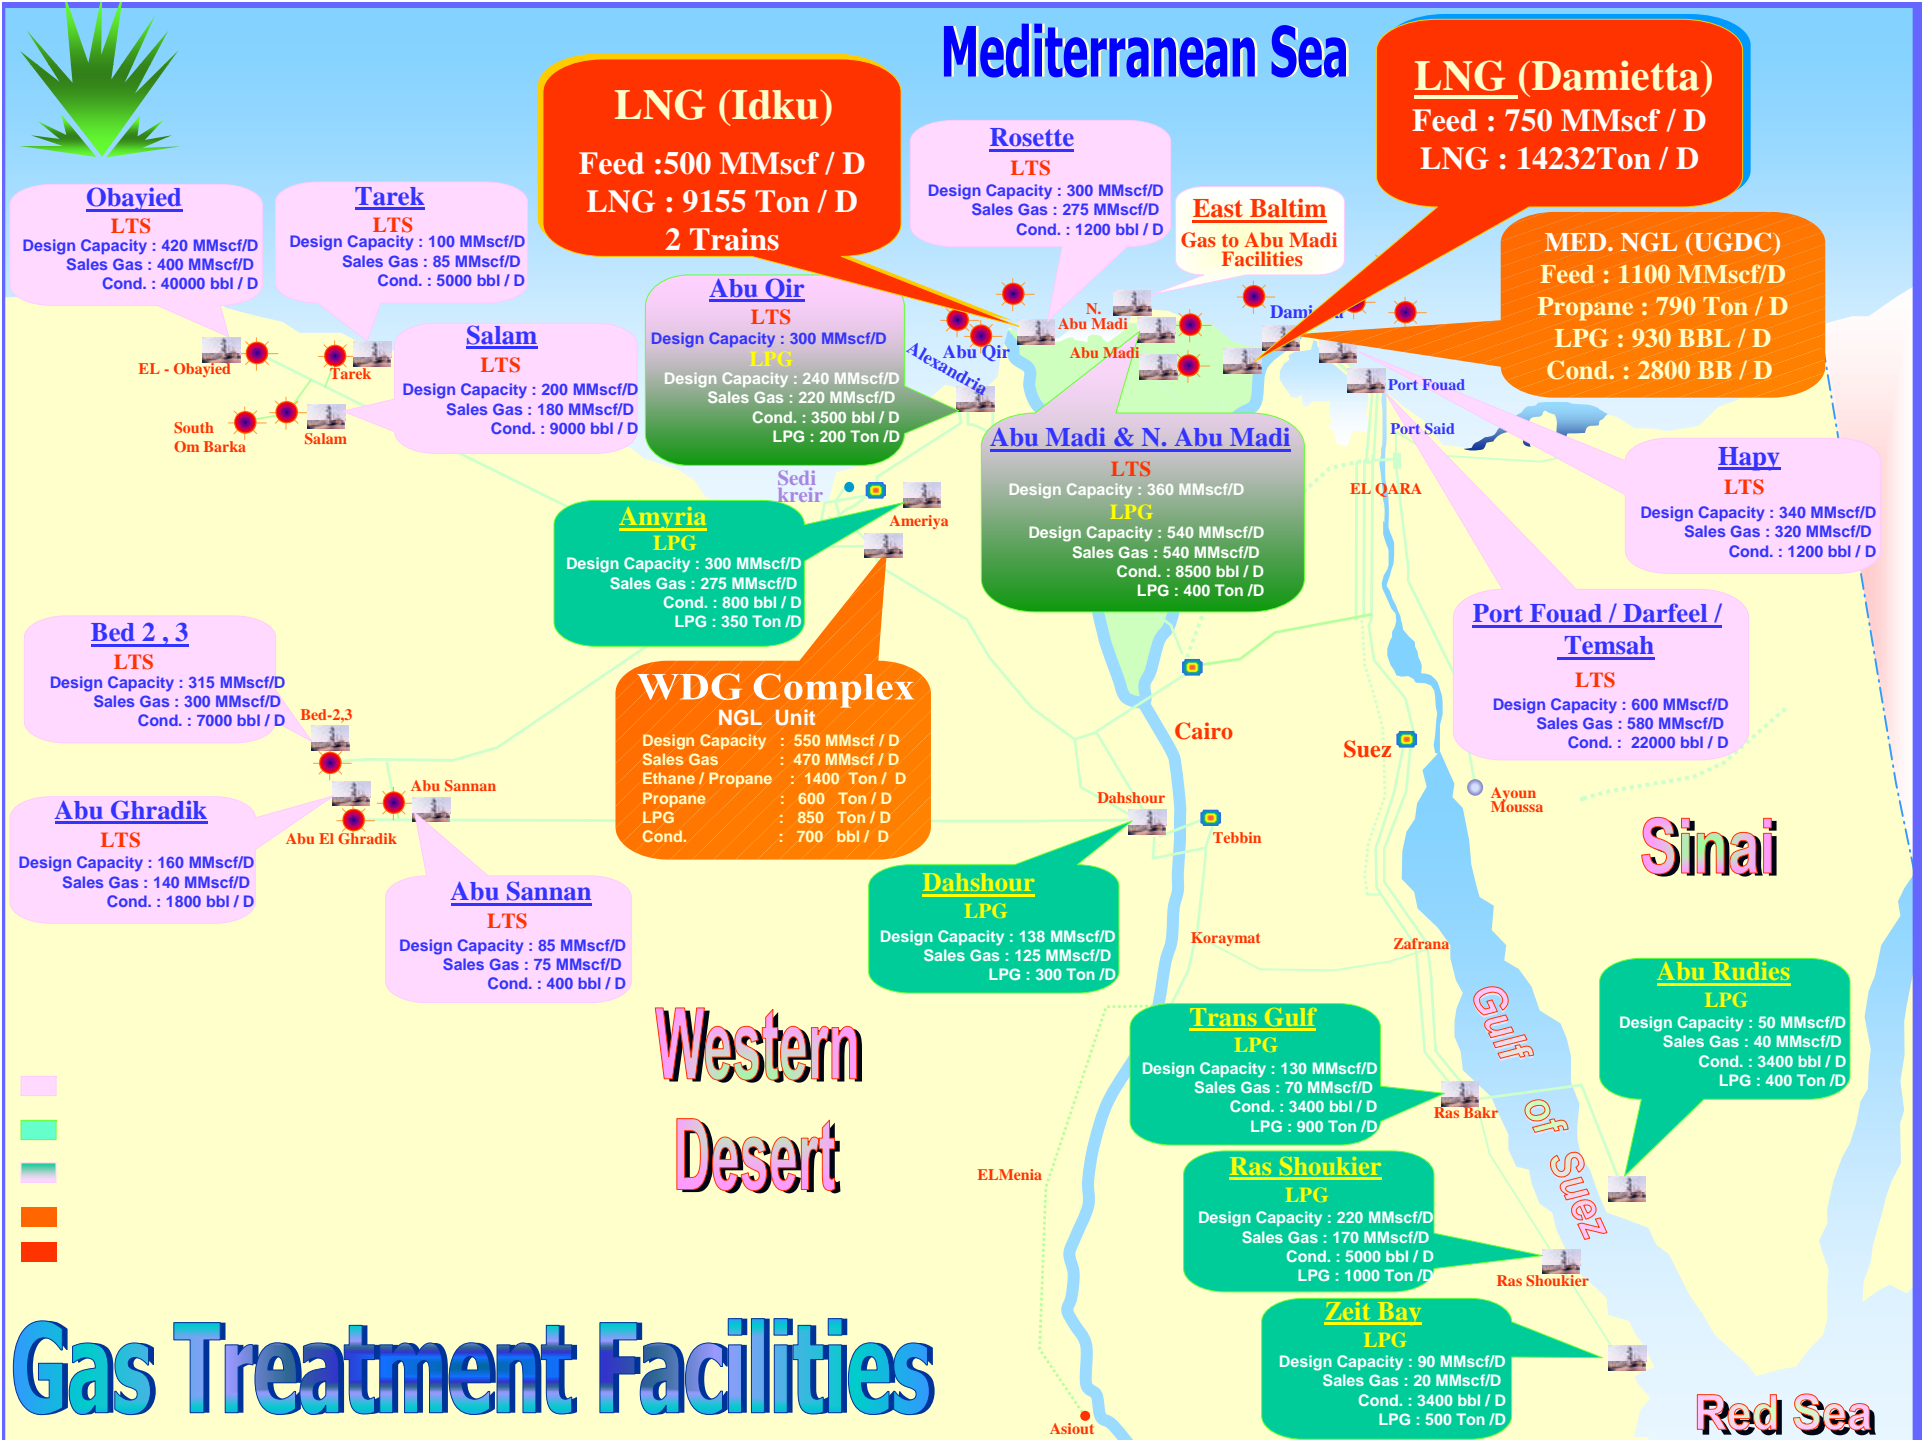 Mediterranean Sea
LNG (Idku)
Feed :500 MMscf / D
LNG : 9155 Ton / D
2 Trains
LNG (Damietta)
Feed : 750 MMscf / D
LNG : 14232Ton / D
Rosette
LTS
Design Capacity : 300 MMscf/D
Sales Gas : 275 MMscf/D
Cond. : 1200 bbl / D
East Baltim
Gas to Abu Madi
Facilities
MED. NGL (UGDC)
Feed : 1100 MMscf/D
Propane : 790 Ton / D
LPG : 930 BBL / D
Cond. : 2800 BB / D
Obayied
LTS
Design Capacity : 420 MMscf/D
Sales Gas : 400 MMscf/D
Cond. : 40000 bbl / D
Tarek
LTS
Design Capacity : 100 MMscf/D
Sales Gas : 85 MMscf/D
Cond. : 5000 bbl / D
Salam
LTS
Design Capacity : 200 MMscf/D
Sales Gas : 180 MMscf/D
Cond. : 9000 bbl / D
Abu Qir
LTS
Design Capacity : 300 MMscf/D
LPG
Design Capacity : 240 MMscf/D
Sales Gas : 220 MMscf/D
Cond. : 3500 bbl / D
LPG : 200 Ton /D
EL - Obayied
Tarek
South
Om Barka
Salam
Alexandria
Abu Qir
N.
Abu Madi
Abu Madi
Port Fouad
Port Said
EL QARA
Abu Madi & N. Abu Madi
LTS
Design Capacity : 360 MMscf/D
LPG
Design Capacity : 540 MMscf/D
Sales Gas : 540 MMscf/D
Cond. : 8500 bbl / D
LPG : 400 Ton /D
Hapy
LTS
Design Capacity : 340 MMscf/D
Sales Gas : 320 MMscf/D
Cond. : 1200 bbl / D
Sedi
kreir
Ameriya
Amyria
LPG
Design Capacity : 300 MMscf/D
Sales Gas : 275 MMscf/D
Cond. : 800 bbl / D
LPG : 350 Ton /D
Port Fouad / Darfeel /
Temsah
LTS
Design Capacity : 600 MMscf/D
Sales Gas : 580 MMscf/D
Cond. : 22000 bbl / D
Bed 2 , 3
LTS
Design Capacity : 315 MMscf/D
Sales Gas : 300 MMscf/D
Cond. : 7000 bbl / D
Bed-2,3
WDG Complex
NGL Unit
Design Capacity : 550 MMscf / D
Sales Gas : 470 MMscf / D
Ethane / Propane : 1400 Ton / D
Propane : 600 Ton / D
LPG : 850 Ton / D
Cond. : 700 bbl / D
Cairo
Suez
Ayoun
Moussa
Abu Sannan
Abu El Ghradik
Dahshour
Tebbin
Sinai
Abu Ghradik
LTS
Design Capacity : 160 MMscf/D
Sales Gas : 140 MMscf/D
Cond. : 1800 bbl / D
Abu Sannan
LTS
Design Capacity : 85 MMscf/D
Sales Gas : 75 MMscf/D
Cond. : 400 bbl / D
Dahshour
LPG
Design Capacity : 138 MMscf/D
Sales Gas : 125 MMscf/D
LPG : 300 Ton /D
Koraymat
Zafrana
Gulf of Suez
Abu Rudies
LPG
Design Capacity : 50 MMscf/D
Sales Gas : 40 MMscf/D
Cond. : 3400 bbl / D
LPG : 400 Ton /D
Western
Desert
Trans Gulf
LPG
Design Capacity : 130 MMscf/D
Sales Gas : 70 MMscf/D
Cond. : 3400 bbl / D
LPG : 900 Ton /D
Ras Bakr
ELMenia
Ras Shoukier
LPG
Design Capacity : 220 MMscf/D
Sales Gas : 170 MMscf/D
Cond. : 5000 bbl / D
LPG : 1000 Ton /D
Ras Shoukier
Zeit Bay
LPG
Design Capacity : 90 MMscf/D
Sales Gas : 20 MMscf/D
Cond. : 3400 bbl / D
LPG : 500 Ton /D
Asiout
Gas Treatment Facilities
Red Sea